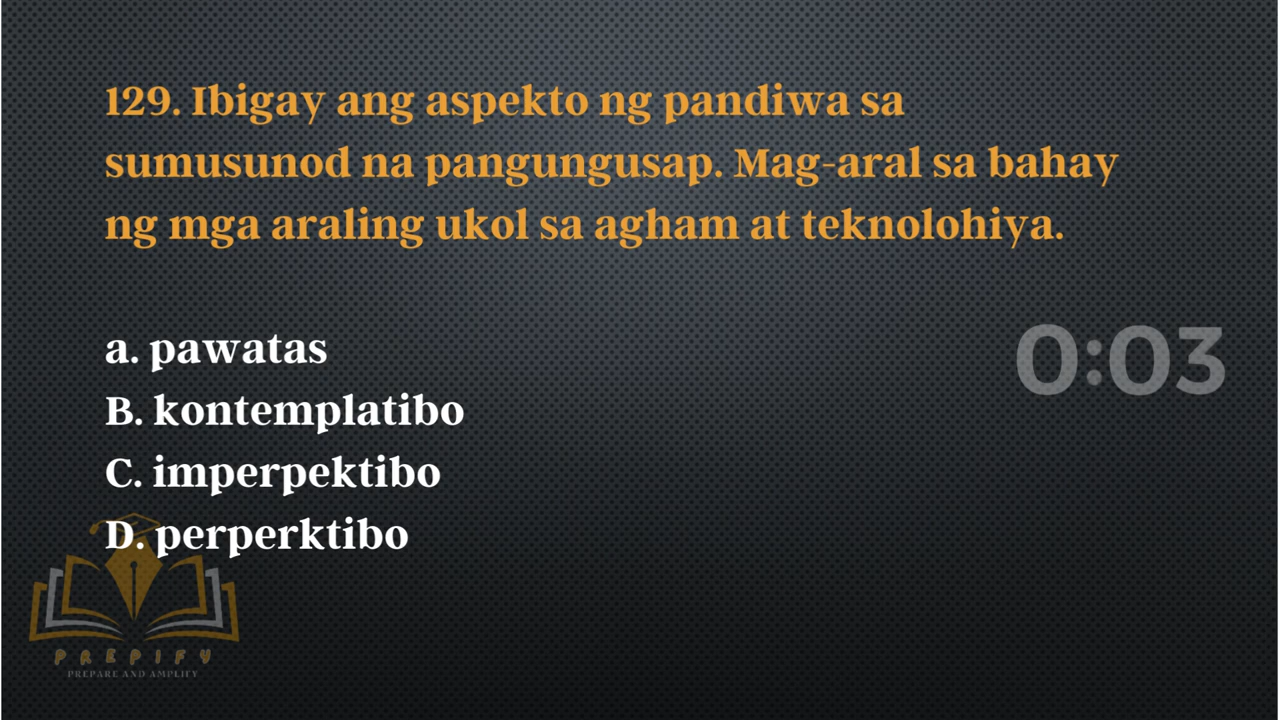 129. Ibigay ang aspekto ng pandiwa sa
sumusunod na pangungusap. Mag-aral sa bahay
ng mga araling ukol sa agham at teknolohiya.
a. pawatas
B. kontemplatibo
C. imperpektibo
D. perperktibo
0:03
PREPIFY
PREPARE AND AMPLIFY